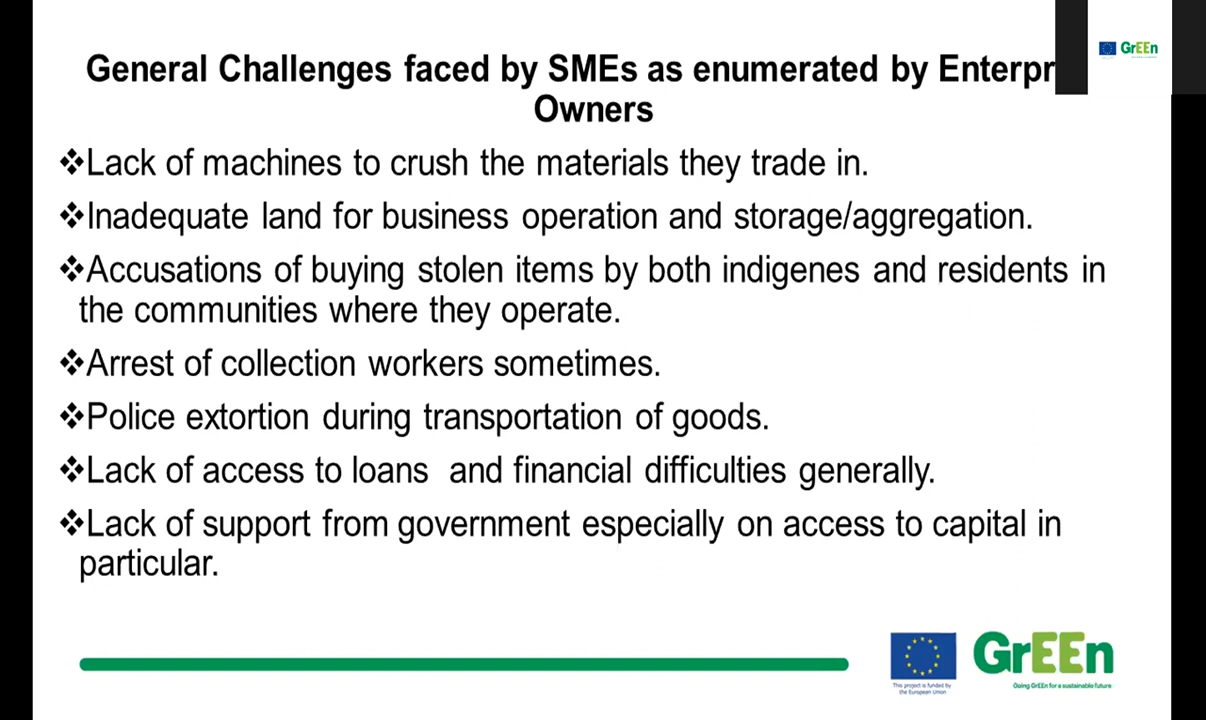 GrEEn
General Challenges faced by SMEs as enumerated by Enterpr
Owners
❖Lack of machines to crush the materials they trade in.
❖Inadequate land for business operation and storage/aggregation.
❖Accusations of buying stolen items by both indigenes and residents in
the communities where they operate.
❖Arrest of collection workers sometimes.
❖Police extortion during transportation of goods.
❖Lack of access to loans and financial difficulties generally.
❖Lack of support from government especially on access to capital in
particular.
GrEEn
This project is funded by
the European Union
Doing GrEEn for a sustainable future